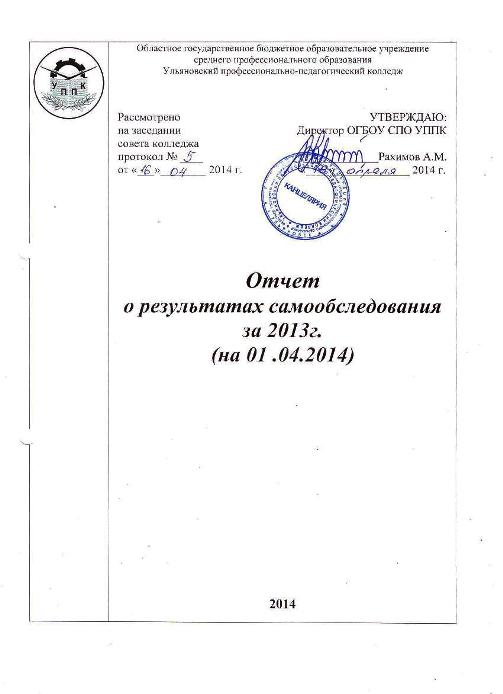 Областное государственное бюджетное образовательное учреждение
среднего профессионального образования
Ульяновский профессионально-педагогический колледж
УППК
Рассмотрено
на заседании
совета колледжа
протокол № 5
от « 16 » 04 2014 г.
УТВЕРЖДАЮ:
Директор ОГБОУ СПО УППК
Рахимов А.М.
апреля 2014 г.
КАНЦЕЛЯРИЯ
Отчет
о результатах самообследования
за 2013г.
(на 01 .04.2014)
2014